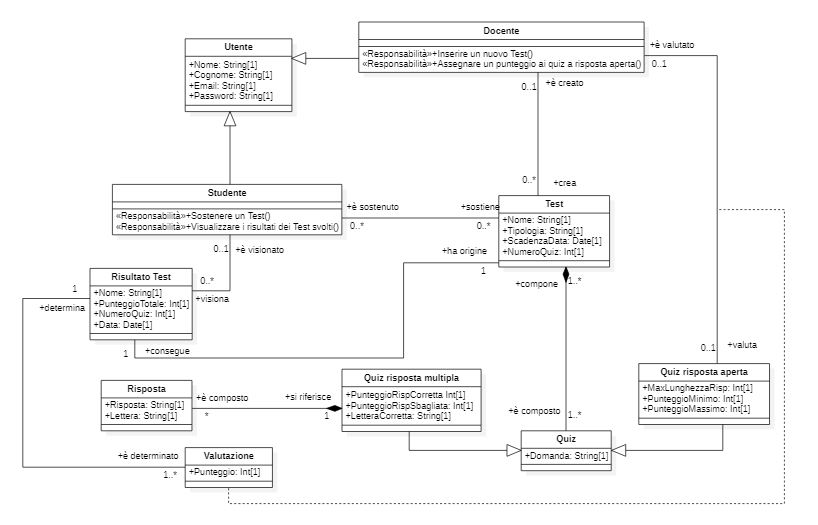 Docente
«Responsabilità»+Inserire un nuovo Test()
«Responsabilità»+Assegnare un punteggio ai quiz a risposta aperta()
+è valutato
0..1
Utente
+Nome: String[1]
+Cognome: String[1]
+Email: String[1]
+Password: String[1]
0..1
+è creato
0..*
+crea
Studente
«Responsabilità»+Sostenere un Test()
«Responsabilità»+Visualizzare i risultati dei Test svolti()
+è sostenuto
0..*
+sostiene
0..*
Test
+Nome: String[1]
+Tipologia: String[1]
+ScadenzaData: Date[1]
+NumeroQuiz: Int[1]
0..1
+è visionato
+ha origine
1
0..*
+visiona
Risultato Test
+Nome: String[1]
+PunteggioTotale: Int[1]
+NumeroQuiz: Int[1]
+Data: Date[1]
1
+determina
+compone
1..*
1
+consegue
0..1
+valuta
Risposta
+Risposta: String[1]
+Lettera: String[1]
+è composto
*
+si riferisce
1
Quiz risposta multipla
+PunteggioRispCorretta Int[1]
+PunteggioRispSbagliata: Int[1]
+LetteraCorretta: String[1]
Quiz risposta aperta
+MaxLunghezzaRisp: Int[1]
+PunteggioMinimo: Int[1]
+PunteggioMassimo: Int[1]
+è composto
1..*
Quiz
+Domanda: String[1]
+è determinato
1..*
Valutazione
+Punteggio: Int[1]